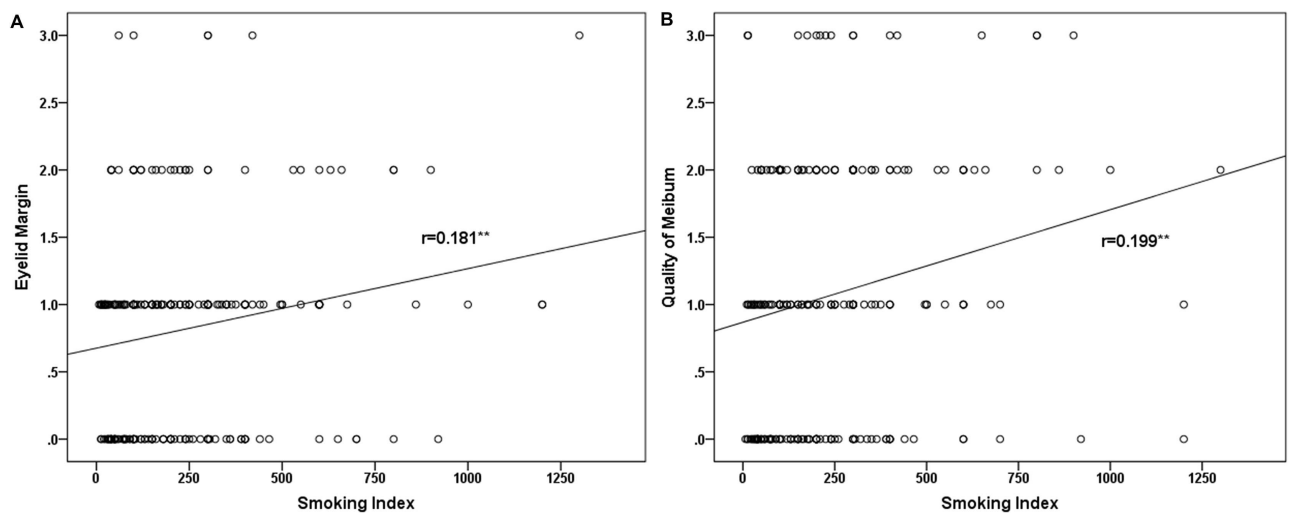 A
3.0
2.5
2.0
1.5
1.0
.5
.0
Eyelid Margin
r=0.181**
0 250 500 750 1000 1250
Smoking Index
B
3.0
2.5
2.0
1.5
1.0
.5
.0
Quality of Meibum
r=0.199**
0 250 500 750 1000 1250
Smoking Index